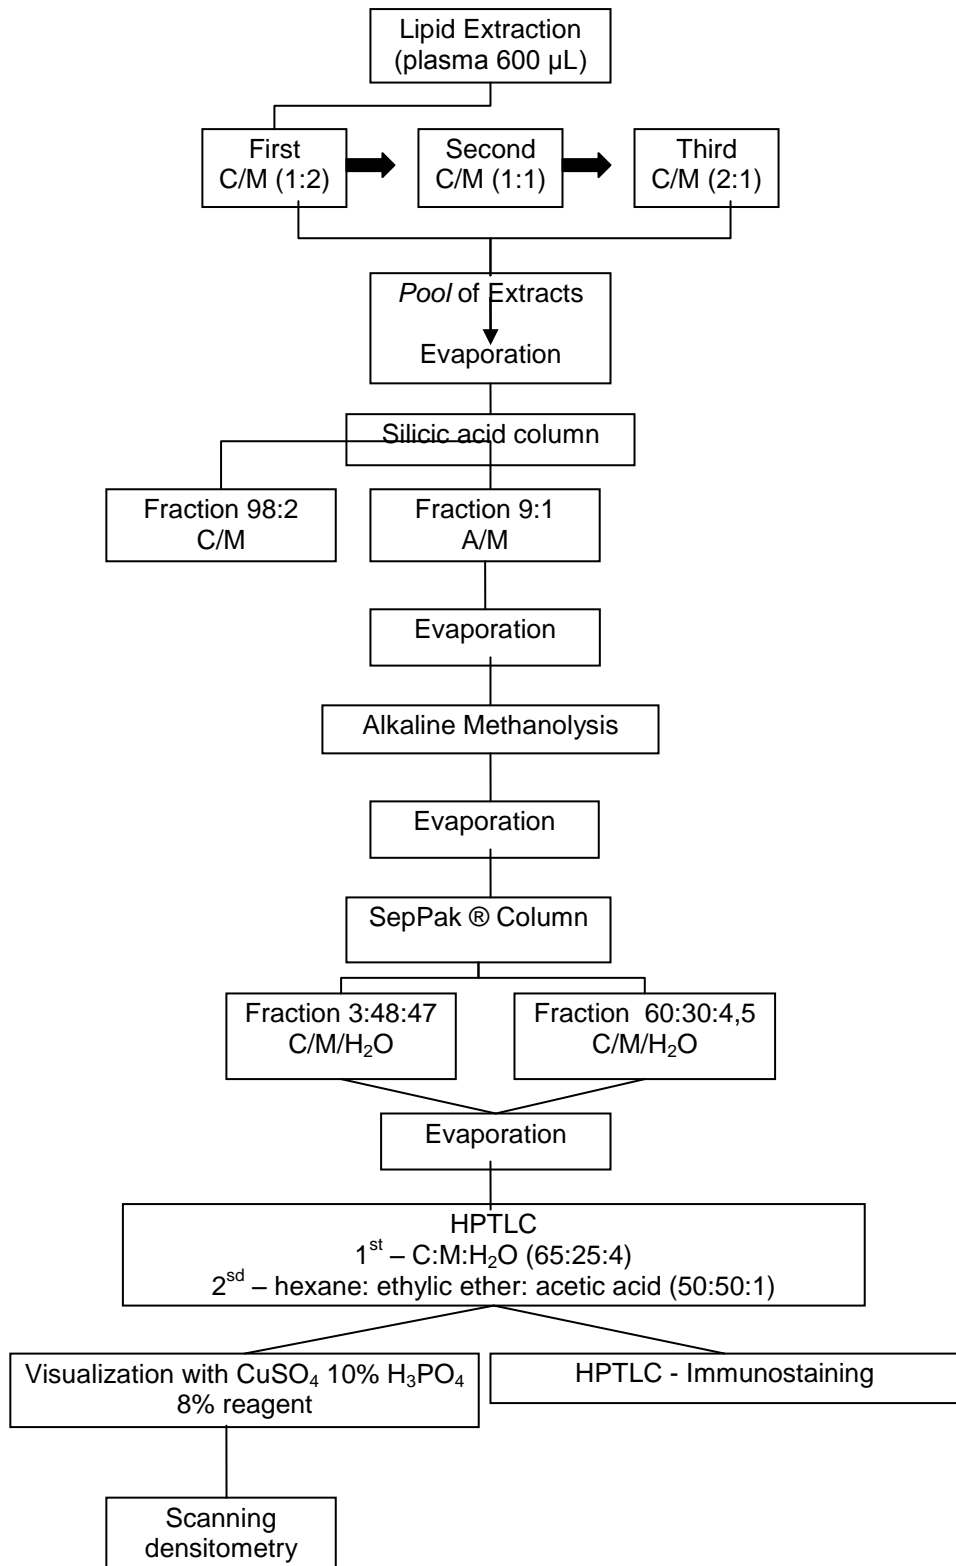 Lipid Extraction
(plasma 600 µL)
First
C/M (1:2)
Second
C/M (1:1)
Third
C/M (2:1)
Pool of Extracts
Evaporation
Silicic acid column
Fraction 98:2
C/M
Fraction 9:1
A/M
Evaporation
Alkaline Methanolysis
Evaporation
SepPak ® Column
Fraction 3:48:47
C/M/H₂O
Fraction 60:30:4,5
C/M/H₂O
Evaporation
HPTLC
1ˢᵗ – C:M:H₂O (65:25:4)
2ˢᵈ – hexane: ethylic ether: acetic acid (50:50:1)
Visualization with CuSO₄ 10% H₃PO₄
8% reagent
HPTLC - Immunostaining
Scanning
densitometry